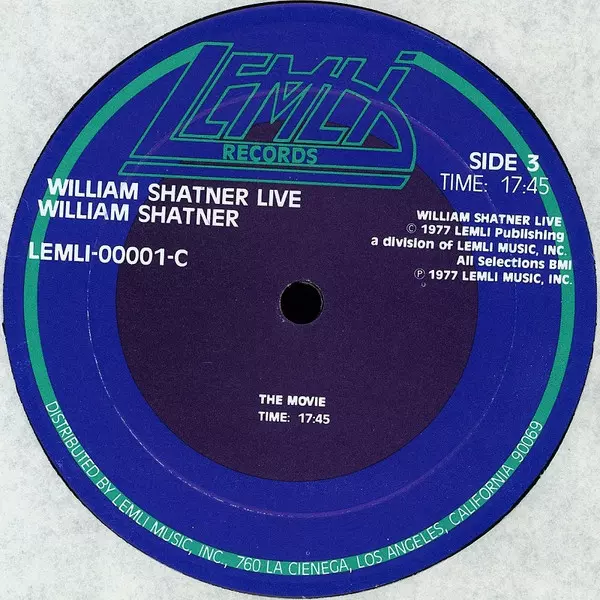 LEMLI
RECORDS
SIDE 3
TIME: 17:45
WILLIAM SHATNER LIVE
WILLIAM SHATNER
LEMLI-00001-C
WILLIAM SHATNER LIVE
© 1977 LEMLI Publishing
a division of LEMLI MUSIC, INC.
All Selections BMI
℗ 1977 LEMLI MUSIC, INC.
THE MOVIE
TIME: 17:45
DISTRIBUTED BY LEMLI MUSIC, INC., 760 LA CIENEGA, LOS ANGELES, CALIFORNIA 90069